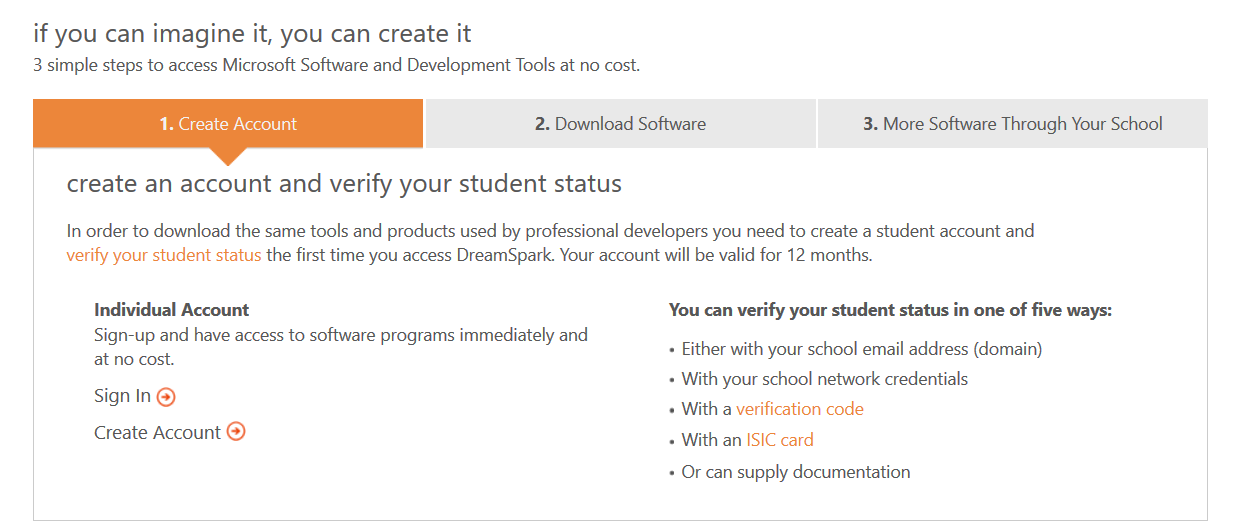 if you can imagine it, you can create it
3 simple steps to access Microsoft Software and Development Tools at no cost.
1. Create Account
2. Download Software
3. More Software Through Your School
create an account and verify your student status
In order to download the same tools and products used by professional developers you need to create a student account and
verify your student status the first time you access DreamSpark. Your account will be valid for 12 months.
Individual Account
Sign-up and have access to software programs immediately and
at no cost.
Sign In
Create Account
You can verify your student status in one of five ways:
• Either with your school email address (domain)
• With your school network credentials
• With a verification code
• With an ISIC card
• Or can supply documentation